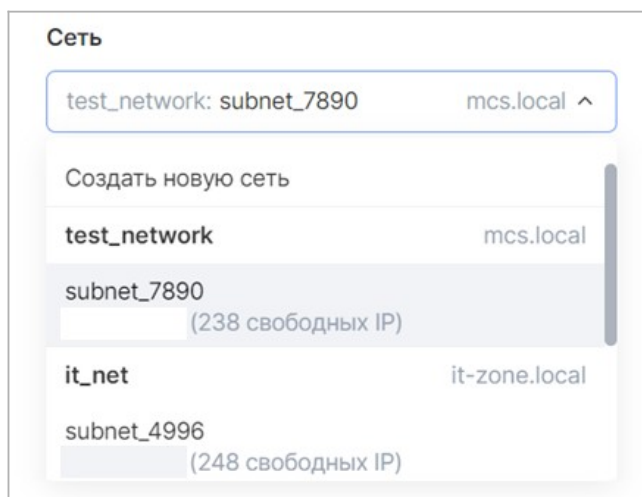 Сеть
test_network: subnet_7890 mcs.local
Создать новую сеть
test_network mcs.local
subnet_7890
(238 свободных IP)
it_net it-zone.local
subnet_4996
(248 свободных IP)